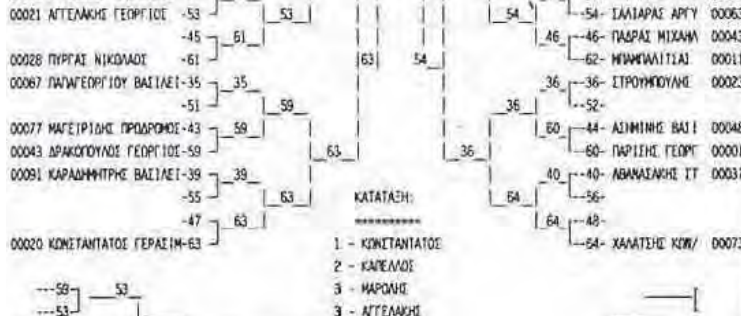 00021 ΑΓΓΕΛΑΚΗΣ ΓΕΩΡΓΙΟΣ -53 53 54 -54- ΣΑΛΙΑΡΑΣ ΑΡΓΥ 00063
-45 61 46 -46- ΠΑΔΡΑΣ ΜΙΧΑΗΛ 00043
00028 ΠΥΡΓΑΣ ΝΙΚΟΛΑΟΣ -61 63 54 -62- ΜΠΑΜΠΑΛΙΤΣΑΣ 00011
00087 ΠΑΠΑΓΕΩΡΓΙΟΥ ΒΑΣΙΛΕΙ-35 35 36 -36- ΣΤΡΟΥΜΠΟΥΛΗΣ 00023
-51 59 36 -52-
00077 ΜΑΓΕΙΡΙΔΗΣ ΠΡΟΔΡΟΜΟΣ-43 59 60 -44- ΑΣΗΜΙΝΗΣ ΒΑΣΙ 00048
00043 ΔΡΑΚΟΠΟΥΛΟΣ ΓΕΩΡΓΙΟΣ-59 63 36 -60- ΠΑΡΙΣΗΣ ΓΕΩΡΓ 00001
00091 ΚΑΡΑΔΗΜΗΤΡΗΣ ΒΑΣΙΛΕΙ-39 39 40 -40- ΑΘΑΝΑΣΑΚΗΣ ΣΤ 00037
-55 63 ΚΑΤΑΤΑΞΗ: 64 -56-
-47 63 ========== 64 -48-
00020 ΚΩΝΣΤΑΝΤΑΤΟΣ ΓΕΡΑΣΙΜ-63 1 - ΚΩΝΣΤΑΝΤΑΤΟΣ -64- ΧΑΛΑΤΣΗΣ ΚΩΝ/ 00073
2 - ΚΑΠΕΛΛΟΣ
---59 53 3 - ΜΑΡΟΛΗΣ
---53 3 - ΑΓΓΕΛΑΚΗΣ